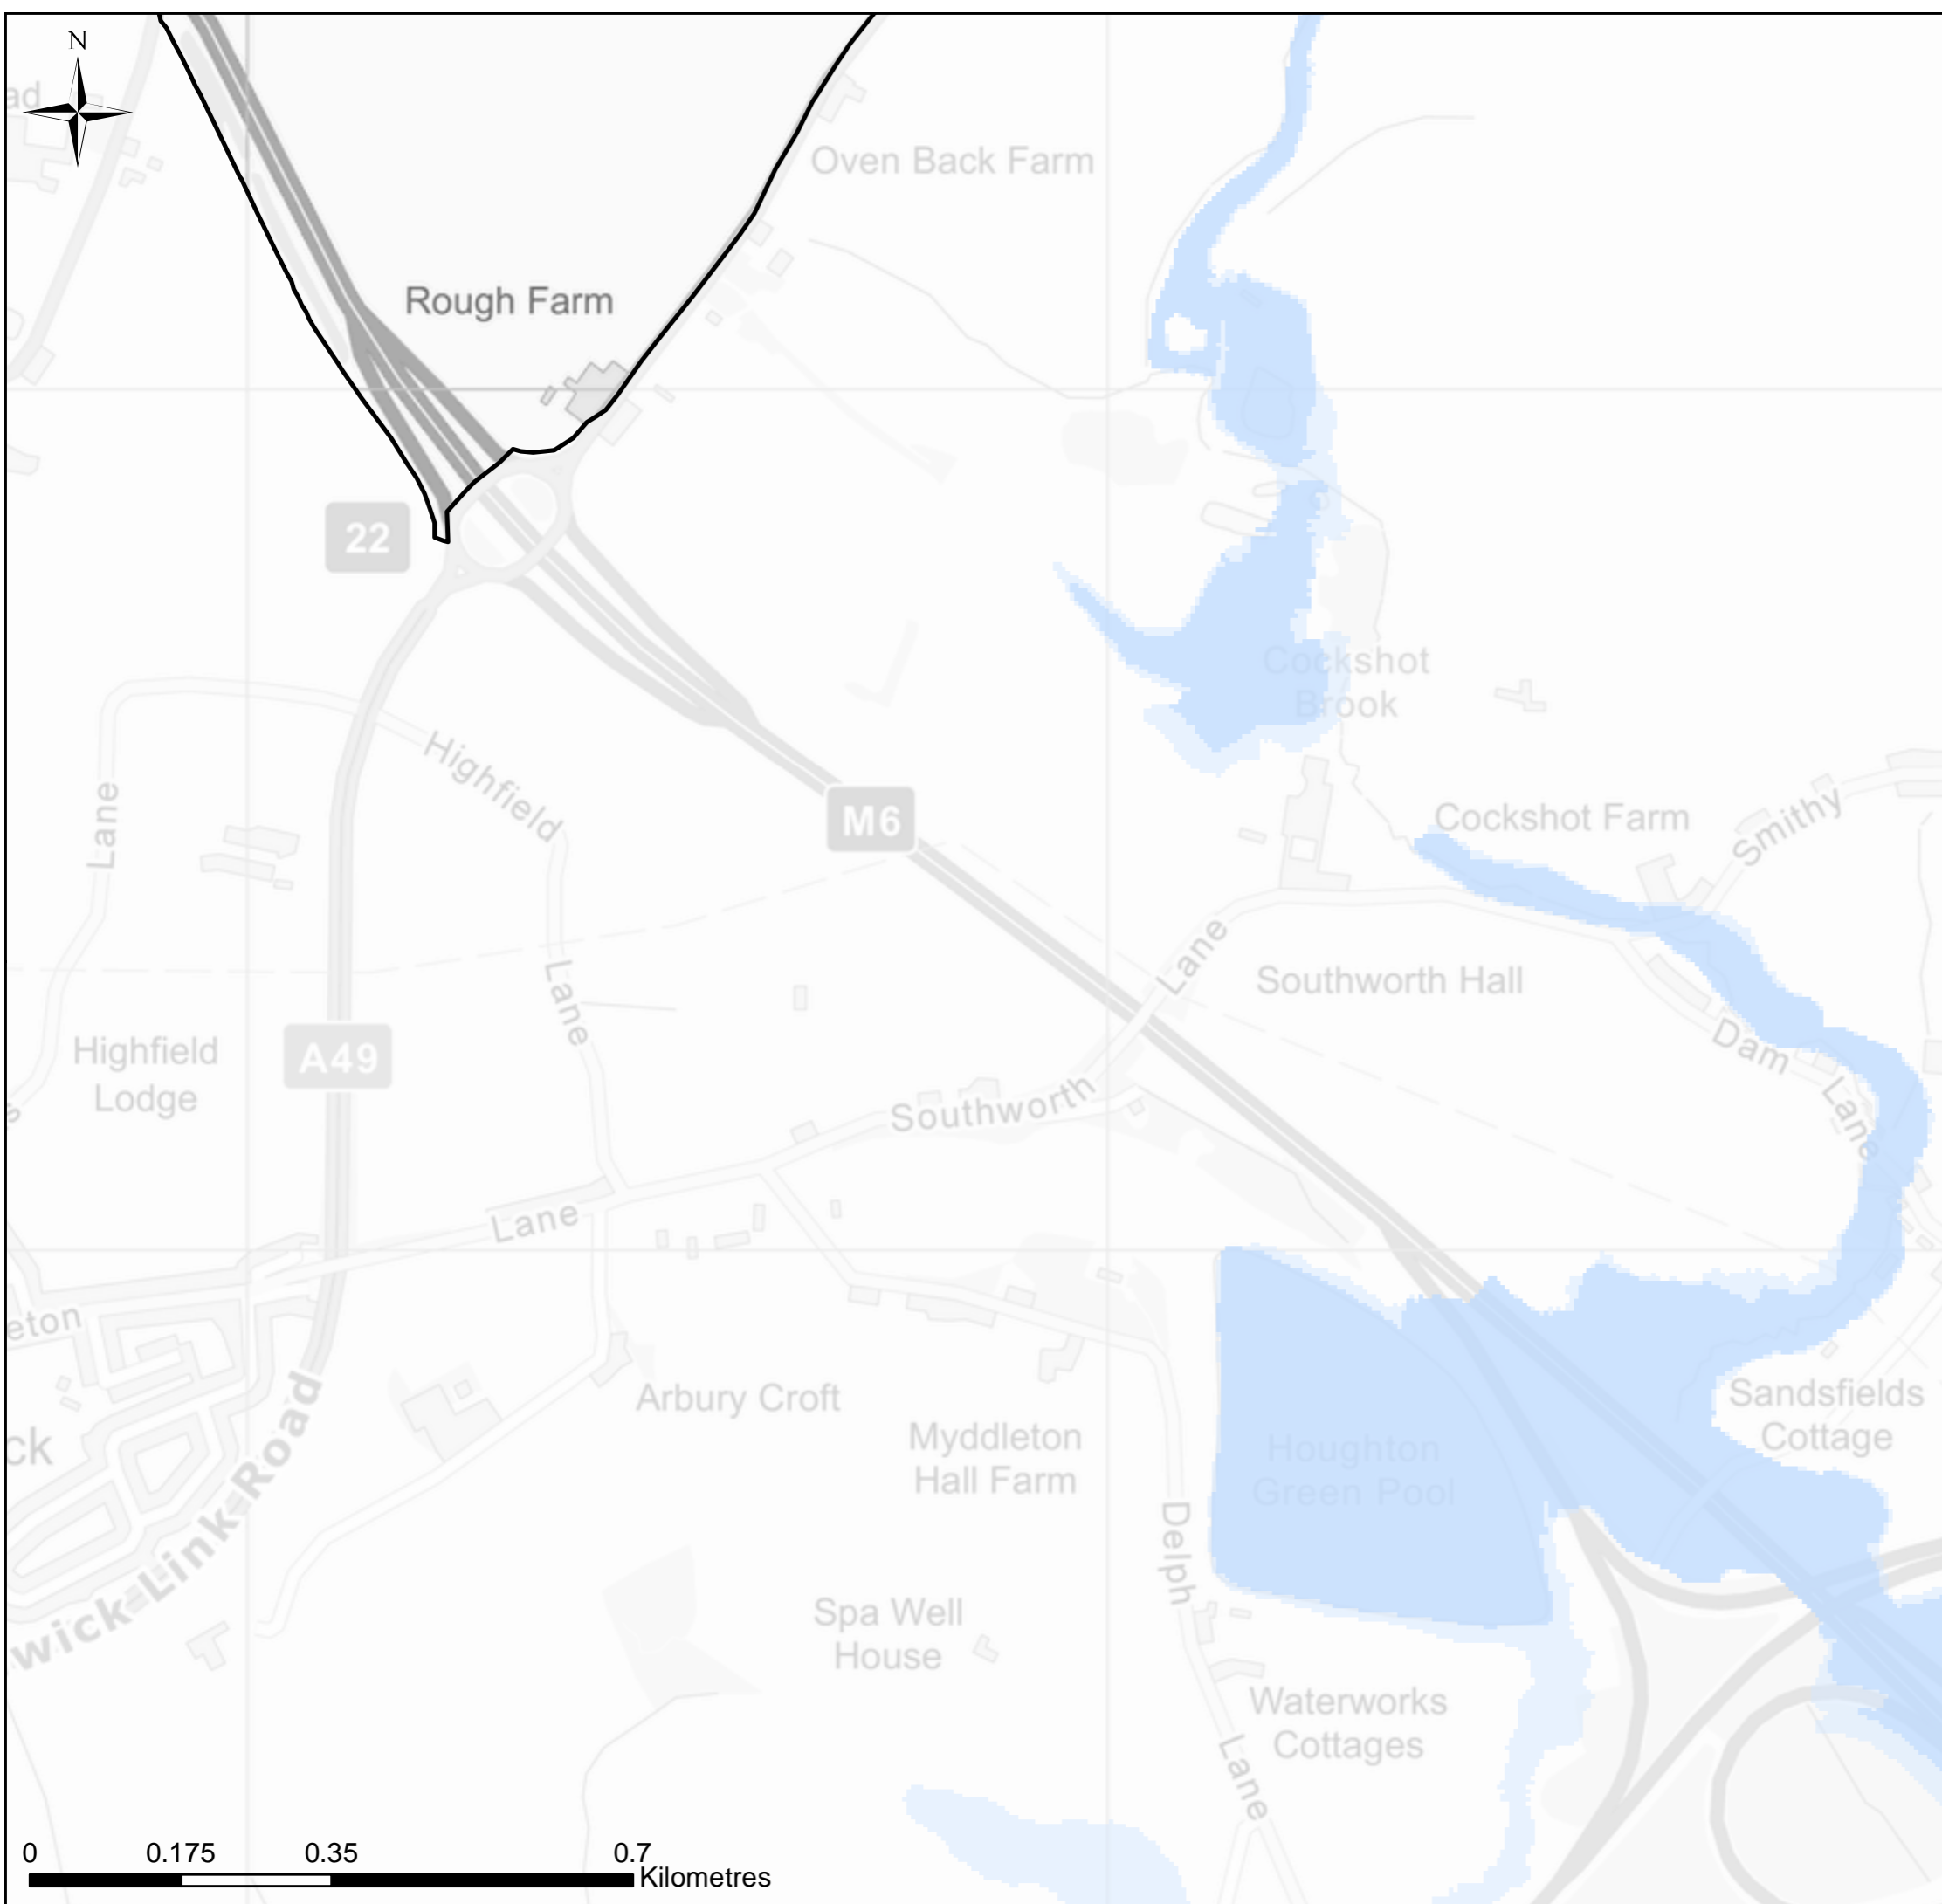 N
ad
Oven Back Farm
Rough Farm
22
Cockshot
Brook
Highfield
Lane
M6
Cockshot Farm
Smithy
Lane
Lane
Southworth Hall
Highfield
Lodge
A49
Dam
Lane
s
Southworth
Lane
eton
Arbury Croft
Myddleton
Hall Farm
Houghton
Green Pool
Sandsfields
Cottage
ck
wick Link Road
Delph
Lane
Spa Well
House
Waterworks
Cottages
0 0.175 0.35 0.7
Kilometres